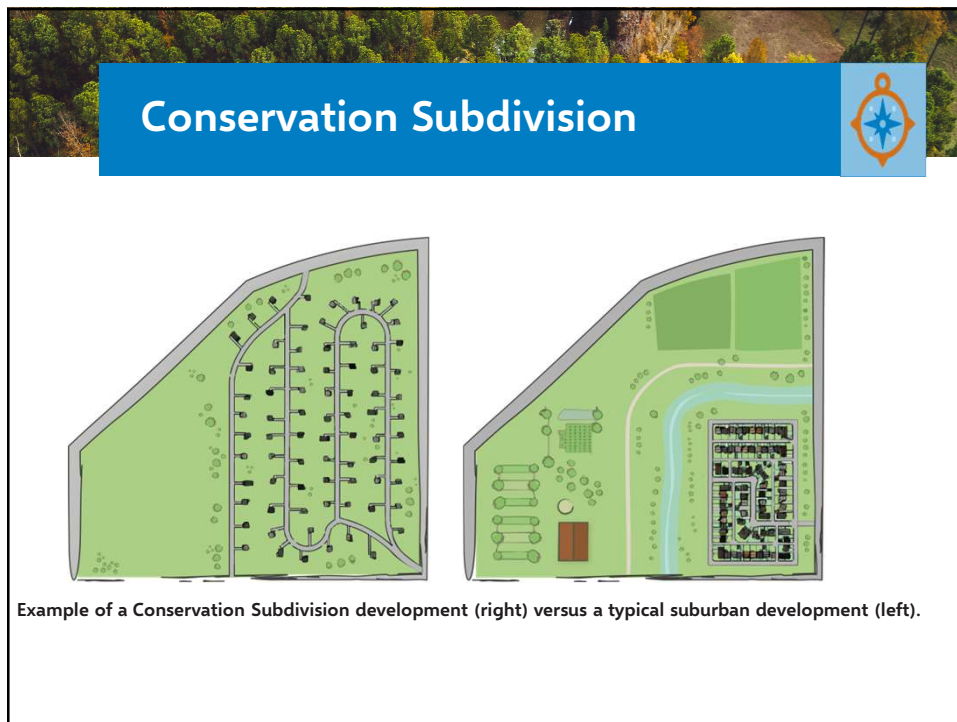 Conservation Subdivision
Example of a Conservation Subdivision development (right) versus a typical suburban development (left).